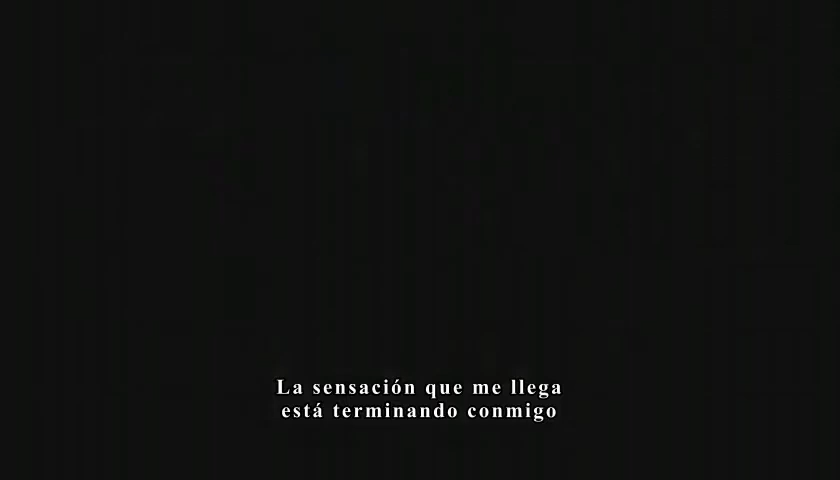 La sensación que me llega
está terminando conmigo